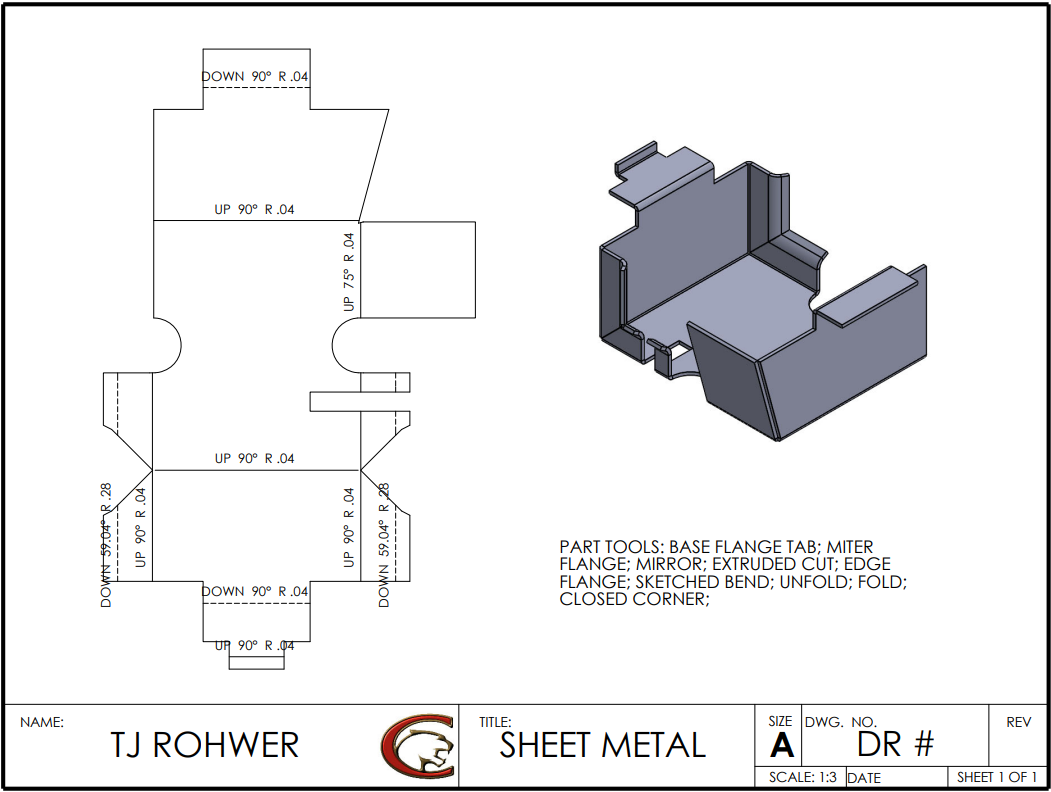 DOWN 90° R .04
UP 90° R .04
UP 75° R .04
UP 90° R .04
DOWN 59.04° R .28
UP 90° R .04
UP 90° R .04
DOWN 59.04° R .28
DOWN 90° R .04
UP 90° R .04
PART TOOLS: BASE FLANGE TAB; MITER
FLANGE; MIRROR; EXTRUDED CUT; EDGE
FLANGE; SKETCHED BEND; UNFOLD; FOLD;
CLOSED CORNER;
NAME:
TJ ROHWER
C
TITLE:
SHEET METAL
SIZE
A
DWG. NO.
DR #
REV
SCALE: 1:3
DATE
SHEET 1 OF 1